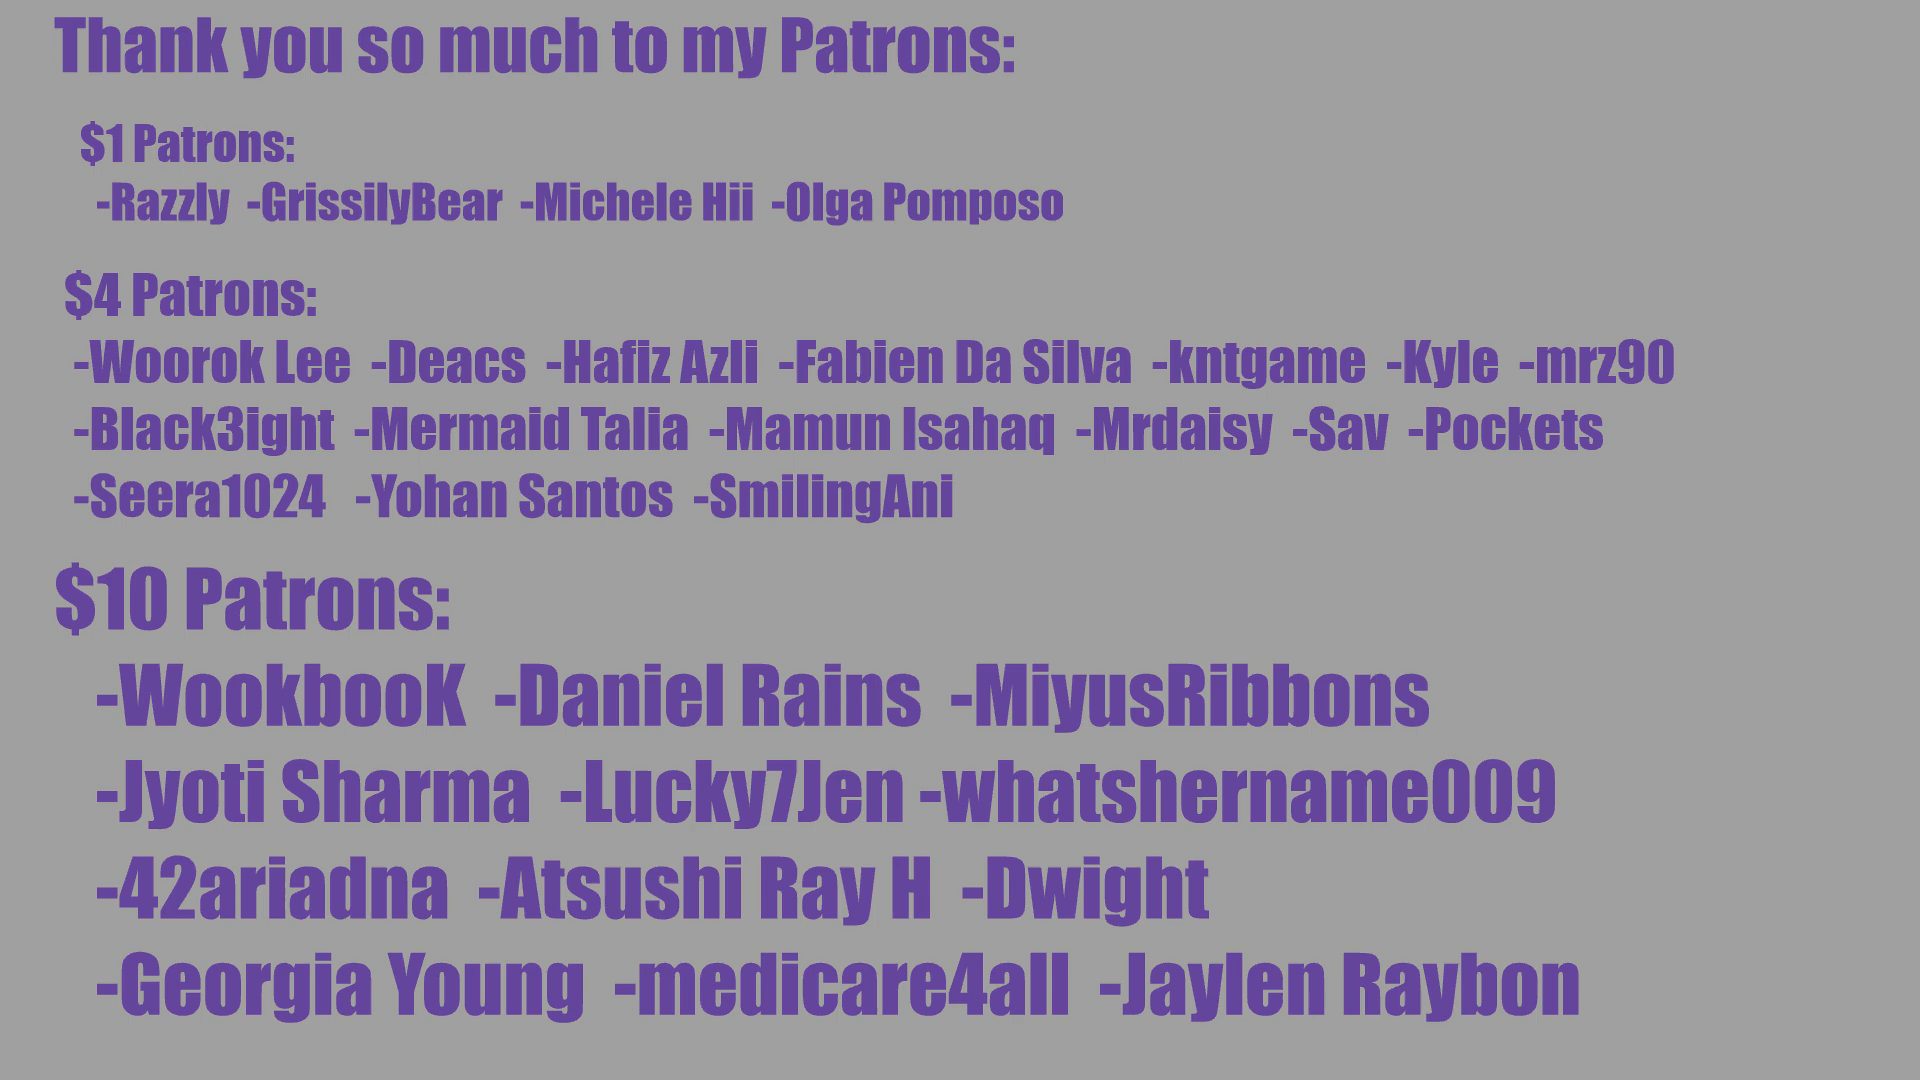 Thank you so much to my Patrons:
$1 Patrons:
-Razzly -GrissilyBear -Michele Hii -Olga Pomposo
$4 Patrons:
-Woorok Lee -Deacs -Hafiz Azli -Fabien Da Silva -kntgame -Kyle -mrz90
-Black3ight -Mermaid Talia -Mamun Isahaq -Mrdaisy -Sav -Pockets
-Seera1024 -Yohan Santos -SmilingAni
$10 Patrons:
-WookbooK -Daniel Rains -MiyusRibbons
-Jyoti Sharma -Lucky7Jen -whatshername009
-42ariadna -Atsushi Ray H -Dwight
-Georgia Young -medicare4all -Jaylen Raybon